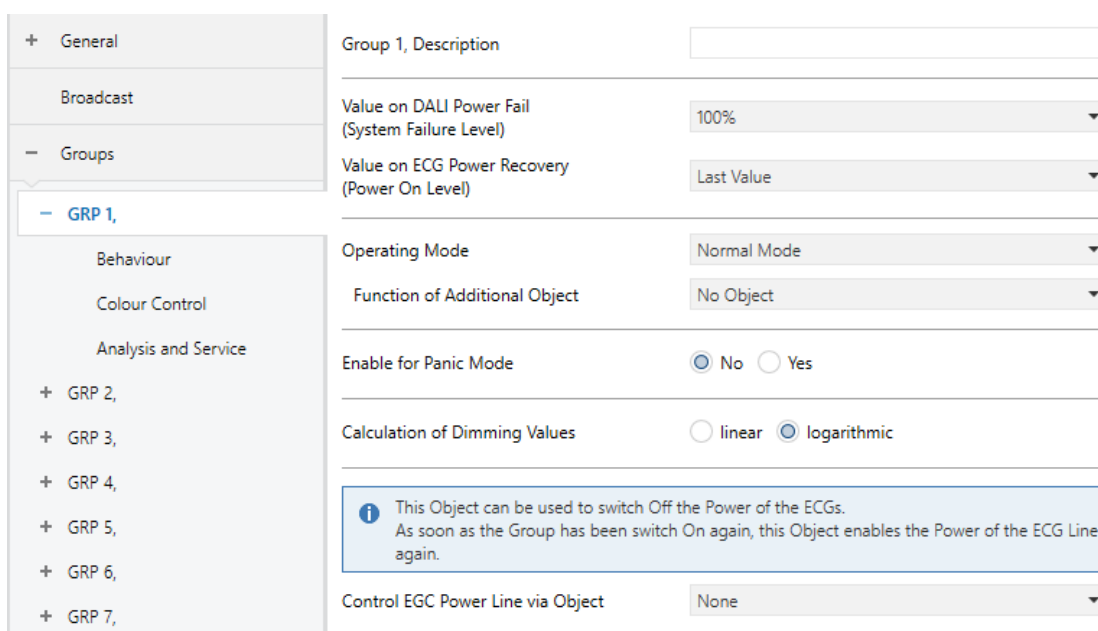 + General
Broadcast
− Groups
− GRP 1,
Behaviour
Colour Control
Analysis and Service
+ GRP 2,
+ GRP 3,
+ GRP 4,
+ GRP 5,
+ GRP 6,
+ GRP 7,
Group 1, Description
Value on DALI Power Fail
(System Failure Level)
100%
Value on ECG Power Recovery
(Power On Level)
Last Value
Operating Mode
Normal Mode
Function of Additional Object
No Object
Enable for Panic Mode
No Yes
Calculation of Dimming Values
linear logarithmic
This Object can be used to switch Off the Power of the ECGs.
As soon as the Group has been switch On again, this Object enables the Power of the ECG Line
again.
Control EGC Power Line via Object
None